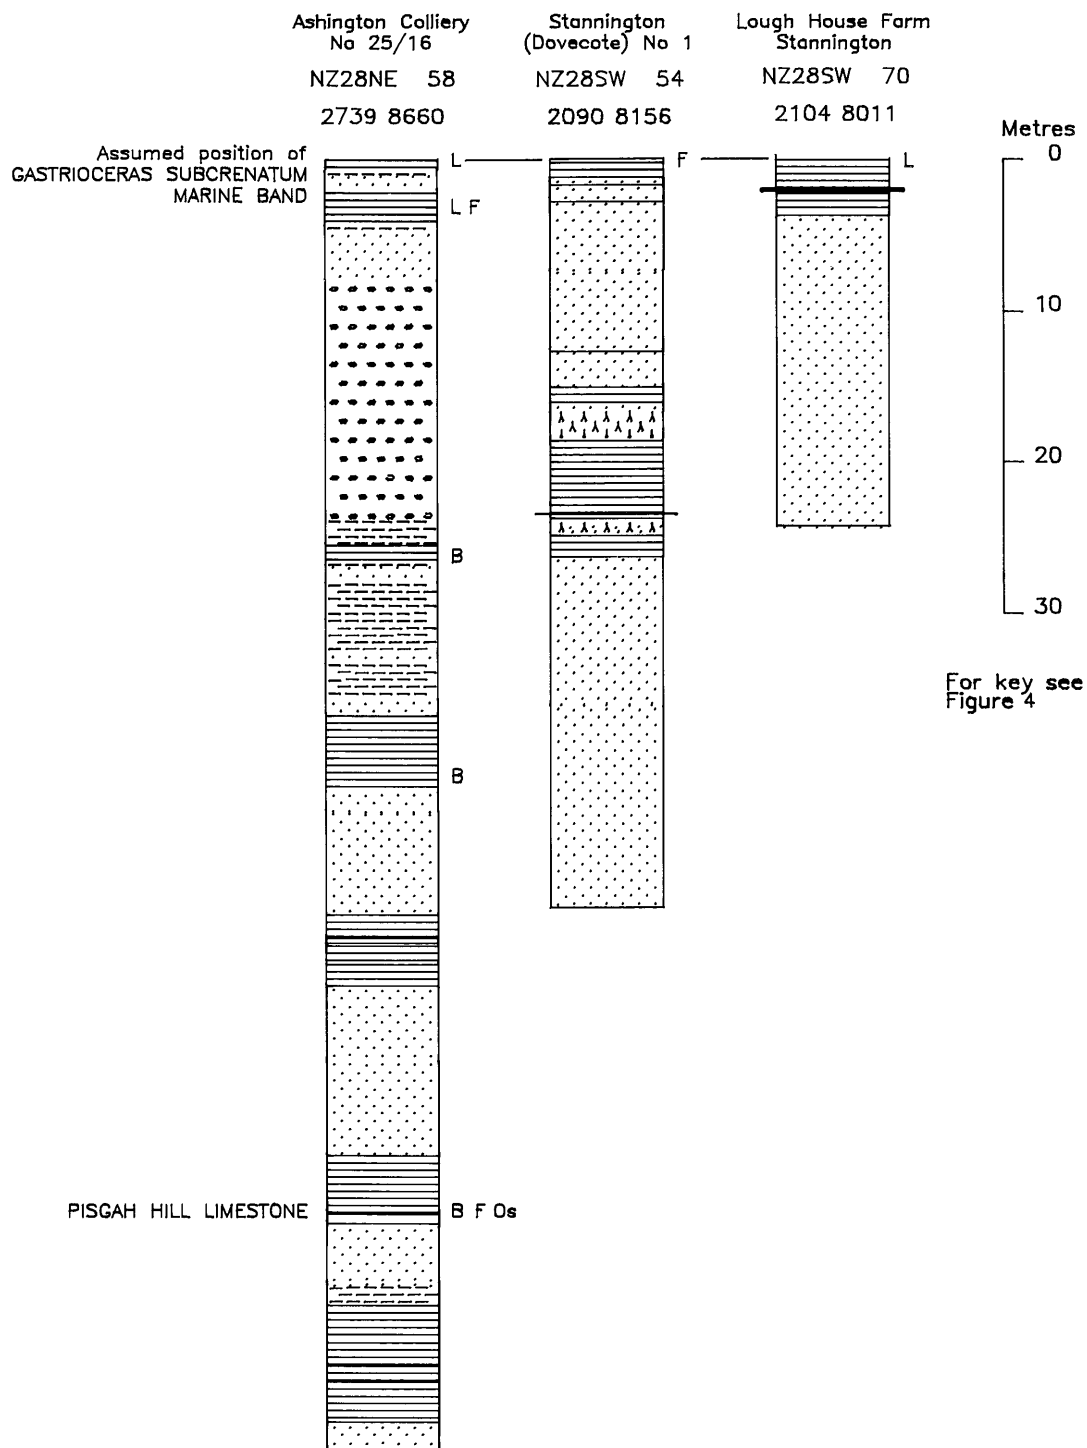 Ashington Colliery
No 25/16
NZ28NE 58
2739 8660
Stannington
(Dovecote) No 1
NZ28SW 54
2090 8156
Lough House Farm
Stannington
NZ28SW 70
2104 8011
Metres
0
10
20
30
Assumed position of
GASTRIOCERAS SUBCRENATUM
MARINE BAND
L
F
L
L F
B
B
For key see
Figure 4
PISGAH HILL LIMESTONE
B F Os